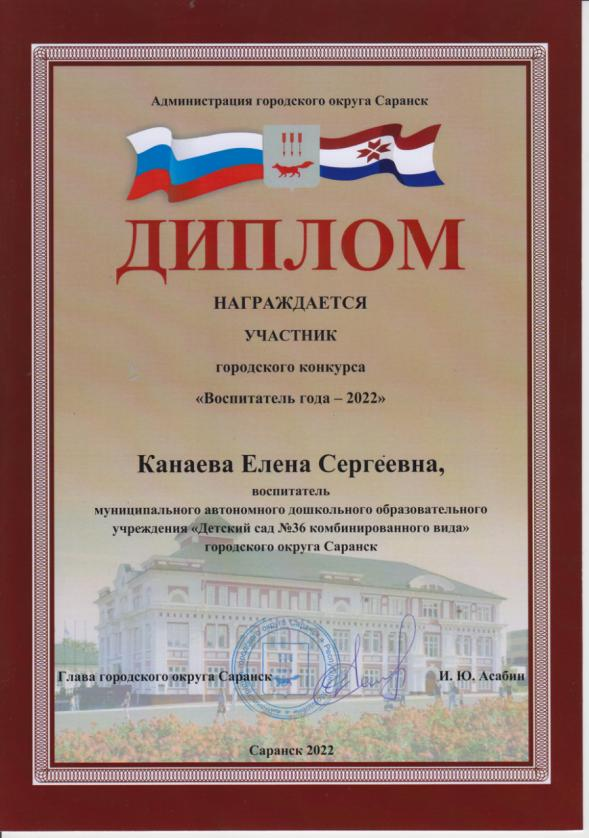 Администрация городского округа Саранск
ДИПЛОМ
НАГРАЖДАЕТСЯ
УЧАСТНИК
городского конкурса
«Воспитатель года – 2022»
Канаева Елена Сергеевна,
воспитатель
муниципального автономного дошкольного образовательного
учреждения «Детский сад №36 комбинированного вида»
городского округа Саранск
Глава городского округа Саранск
И. Ю. Асабин
Саранск 2022